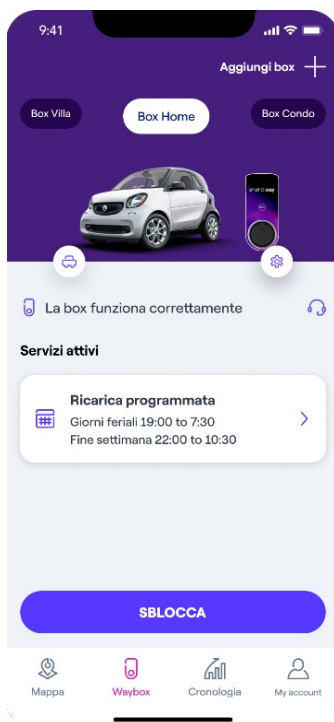 9:41
Aggiungi box
Box Villa
Box Home
Box Condo
La box funziona correttamente
Servizi attivi
Ricarica programmata
Giorni feriali 19:00 to 7:30
Fine settimana 22:00 to 10:30
SBLOCCA
Mappa
Waybox
Cronologia
My account